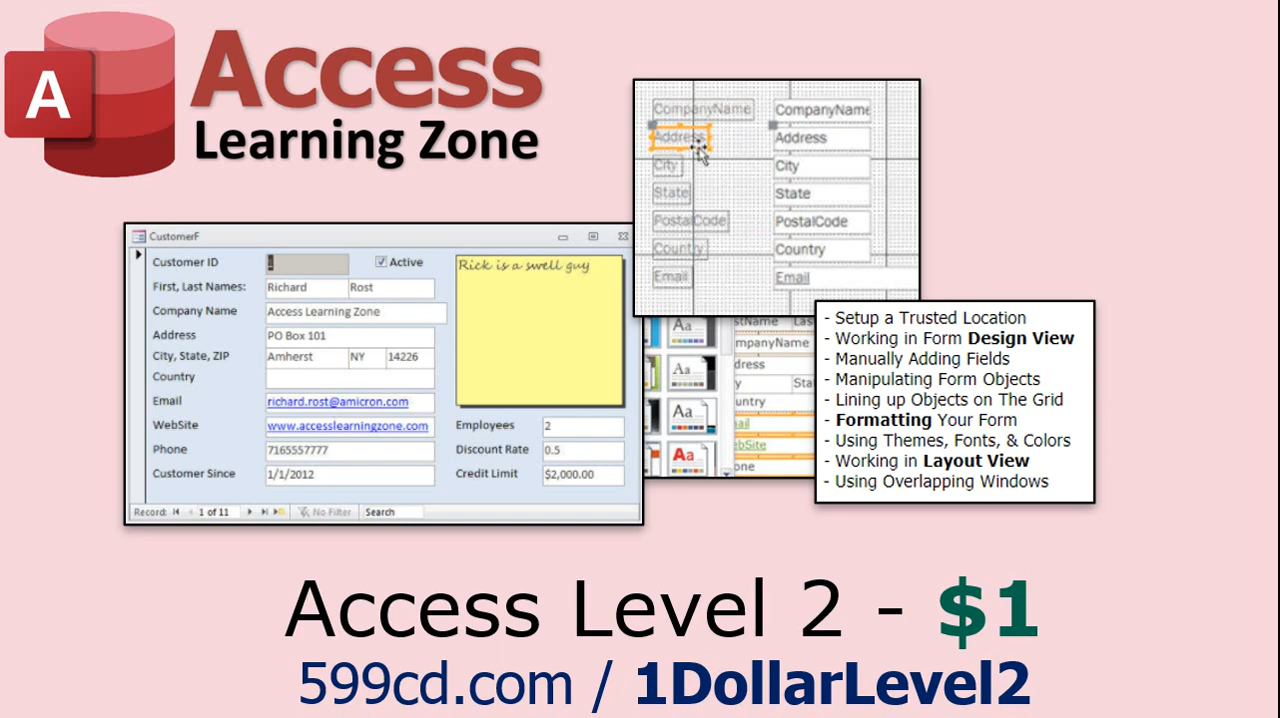 A
Access
Learning Zone
CompanyName CompanyName
Address Address
City City
State State
PostalCode PostalCode
Country Country
Email Email
CustomerF
Customer ID Active
First, Last Names: Richard Rost
Company Name Access Learning Zone
Address PO Box 101
City, State, ZIP Amherst NY 14226
Country
Email richard.rost@amicron.com
WebSite www.accesslearningzone.com
Phone 7165557777
Customer Since 1/1/2012
Rick is a swell guy
Employees 2
Discount Rate 0.5
Credit Limit $2,000.00
Record: 1 of 11 No Filter Search
Aa
Aa
Aa
Aa
- Setup a Trusted Location
- Working in Form Design View
- Manually Adding Fields
- Manipulating Form Objects
- Lining up Objects on The Grid
- Formatting Your Form
- Using Themes, Fonts, & Colors
- Working in Layout View
- Using Overlapping Windows
Access Level 2 - $1
599cd.com / 1DollarLevel2